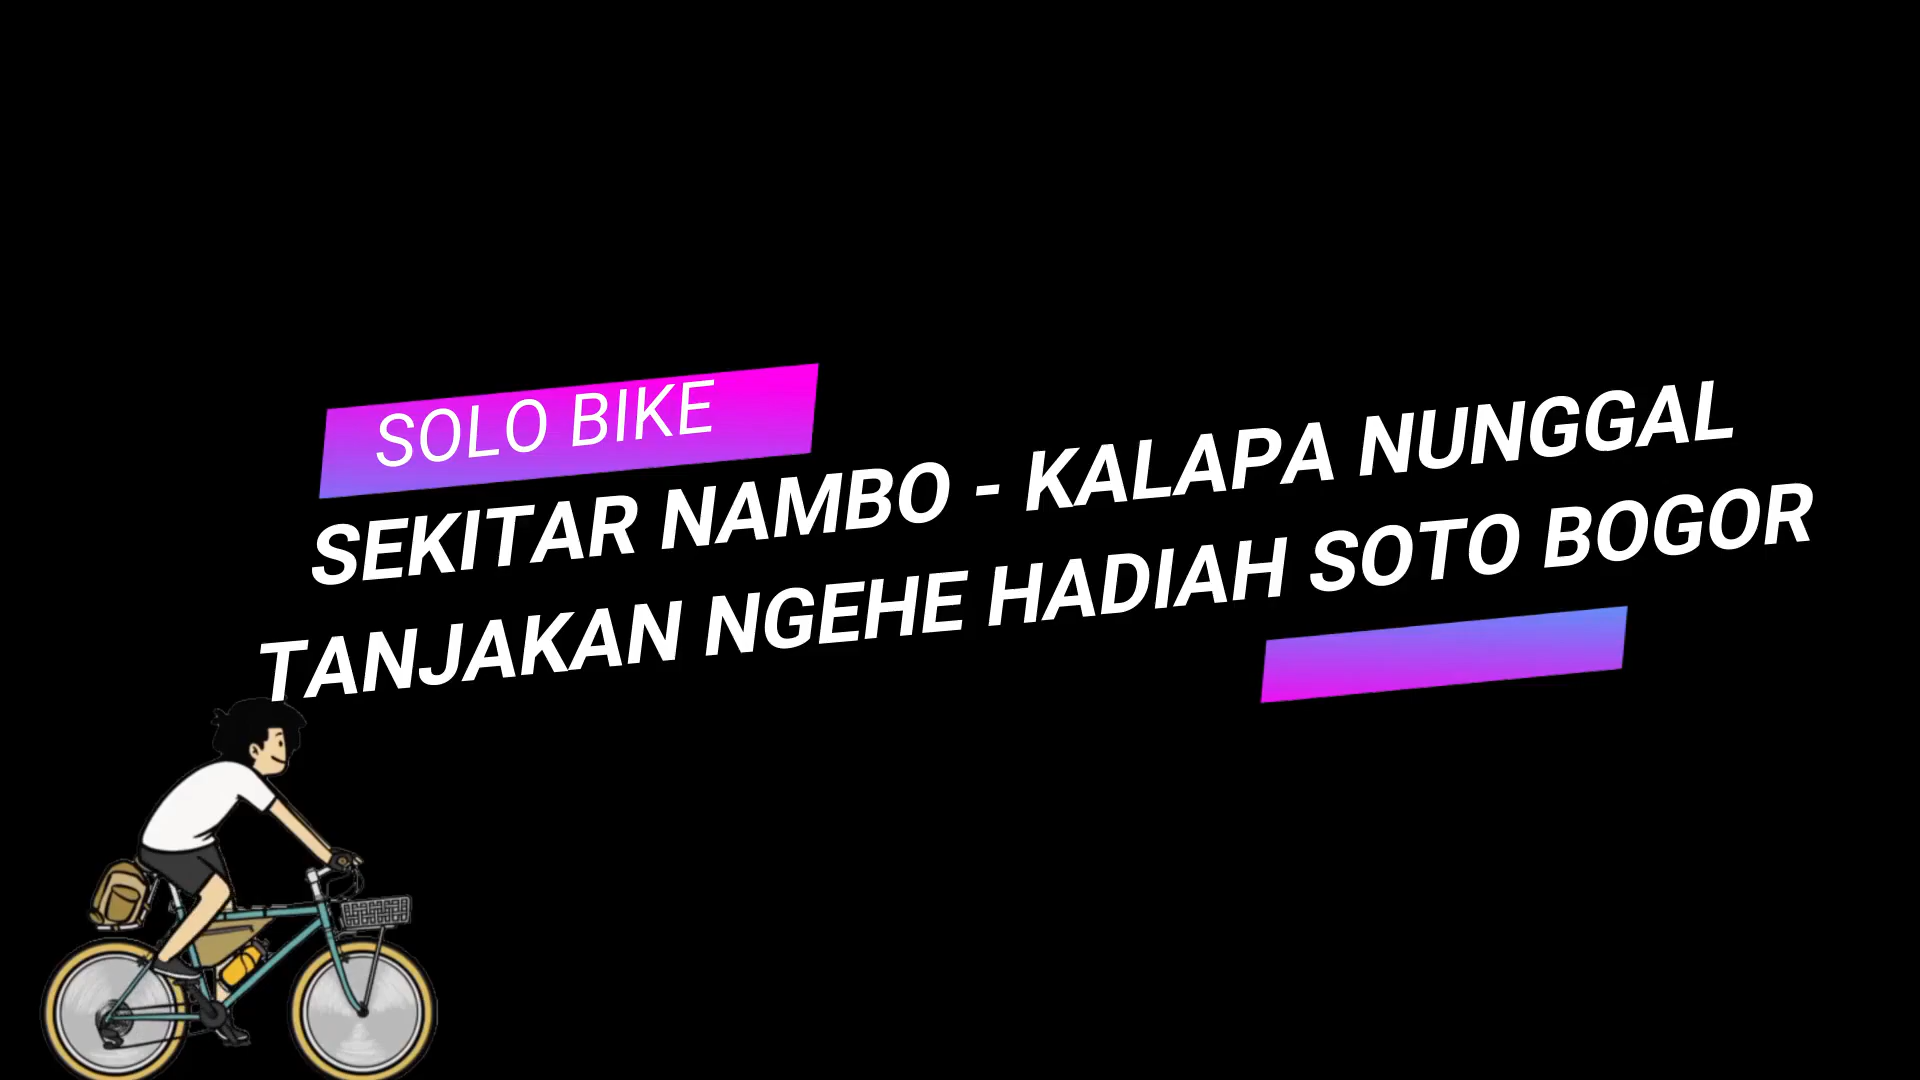 SOLO BIKE
SEKITAR NAMBO - KALAPA NUNGGAL
TANJAKAN NGEHE HADIAH SOTO BOGOR